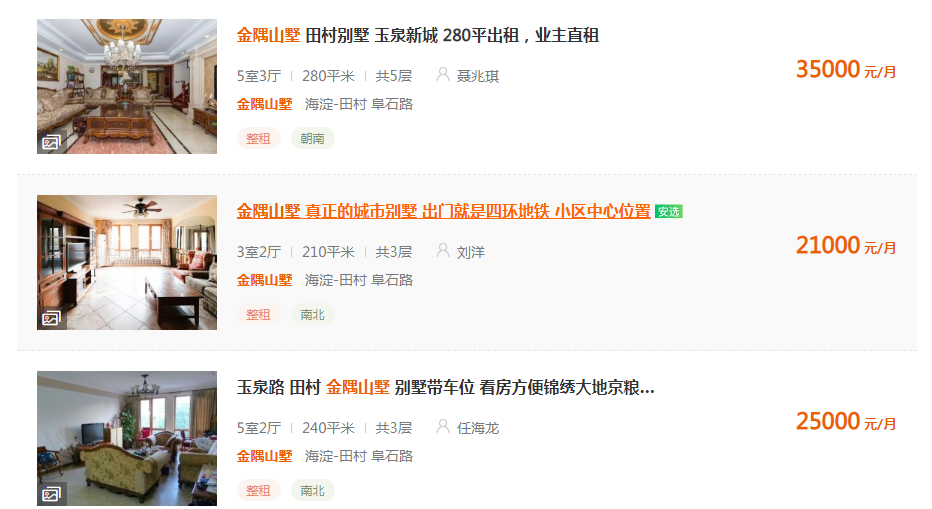 金隅山墅 田村别墅 玉泉新城 280平出租，业主直租
5室3厅 | 280平米 | 共5层 聂兆琪
35000 元/月
金隅山墅 海淀-田村 阜石路
整租 朝南
金隅山墅 真正的城市别墅 出门就是四环地铁 小区中心位置 安选
3室2厅 | 210平米 | 共3层 刘洋
21000 元/月
金隅山墅 海淀-田村 阜石路
整租 南北
玉泉路 田村 金隅山墅 别墅带车位 看房方便锦绣大地京粮...
5室2厅 | 240平米 | 共3层 任海龙
25000 元/月
金隅山墅 海淀-田村 阜石路
整租 南北